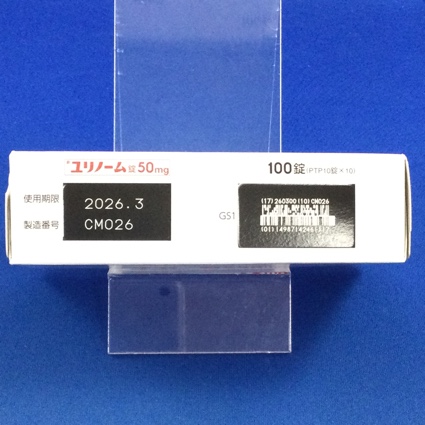 *ユリノーム錠50mg
100錠(PTP10錠×10)
使用期限 2026.3
製造番号 CM026
G51
(17)260300(10)CM026